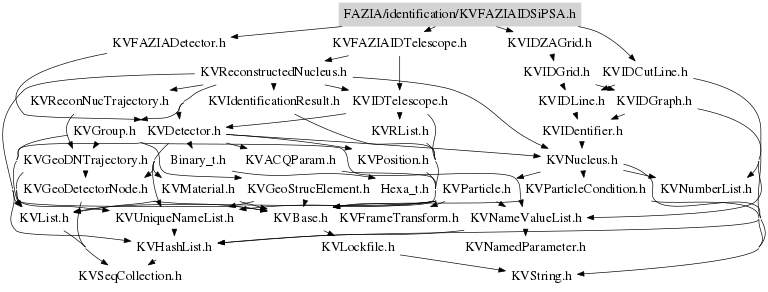 FAZIA/identification/KVFAZIAIDSiPSA.h
KVFAZIADetector.h KVFAZIAIDTelescope.h KVIDZAGrid.h
KVReconstructedNucleus.h KVIDGrid.h KVIDCutLine.h
KVReconNucTrajectory.h KVIdentificationResult.h KVIDTelescope.h KVIDLine.h KVIDGraph.h
KVGroup.h KVDetector.h KVRList.h KVIDentifier.h
KVGeoDNTrajectory.h Binary_t.h KVACQParam.h KVPosition.h KVNucleus.h
KVGeoDetectorNode.h KVMaterial.h KVGeoStrucElement.h Hexa_t.h KVParticle.h KVParticleCondition.h KVNumberList.h
KVList.h KVUniqueNameList.h KVBase.h KVFrameTransform.h KVNameValueList.h
KVHashList.h KVLockfile.h KVNamedParameter.h
KVSeqCollection.h KVString.h